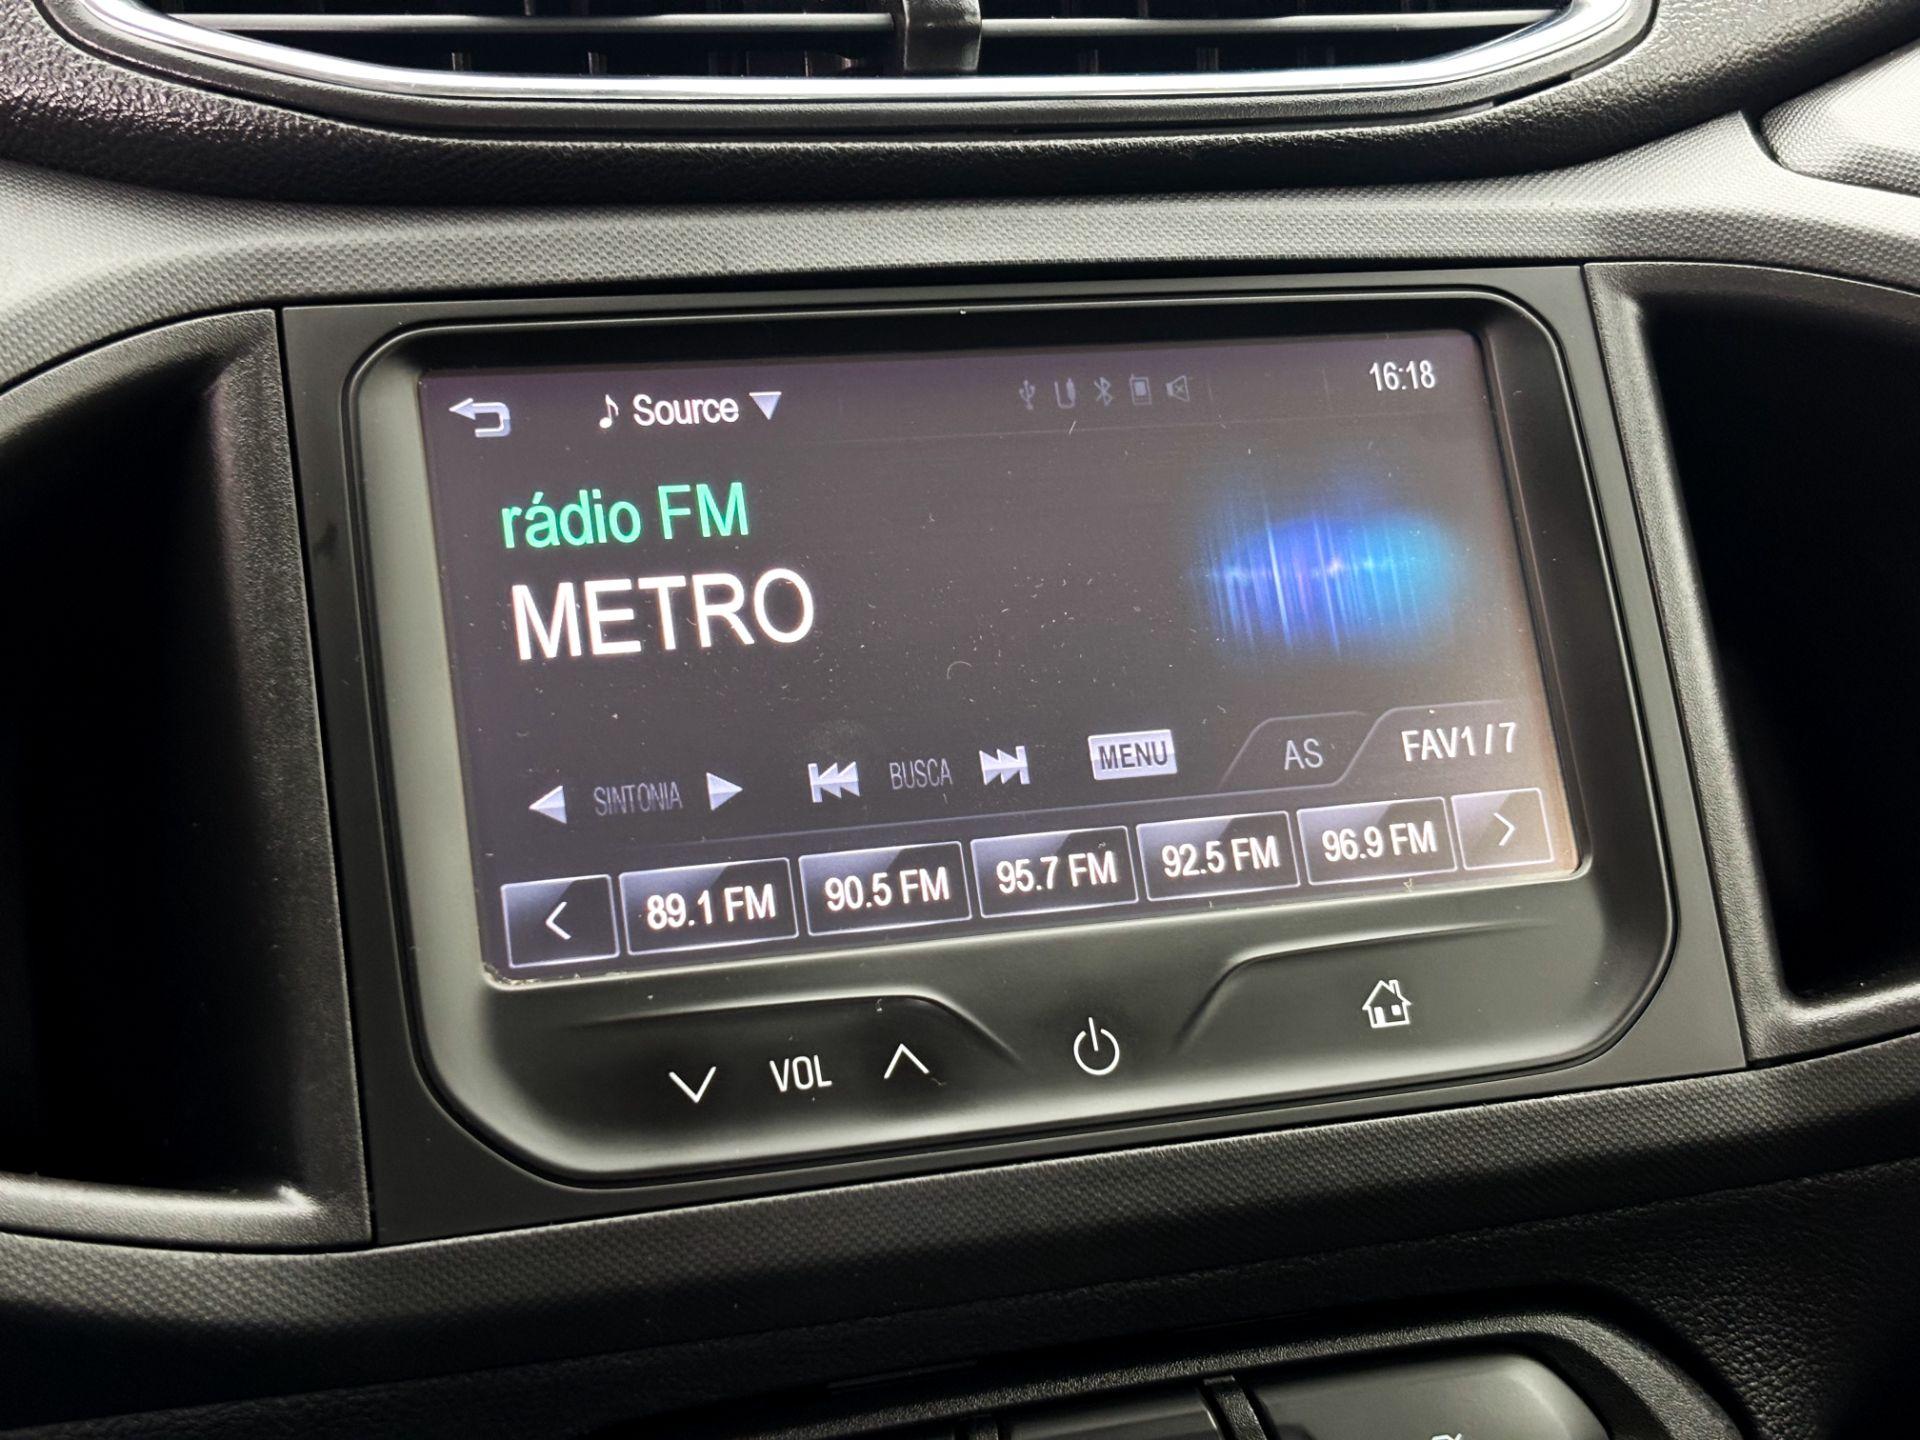 Source 16:18
rádio FM
METRO
SINTONIA BUSCA MENU AS FAV1/7
89.1 FM 90.5 FM 95.7 FM 92.5 FM 96.9 FM
VOL